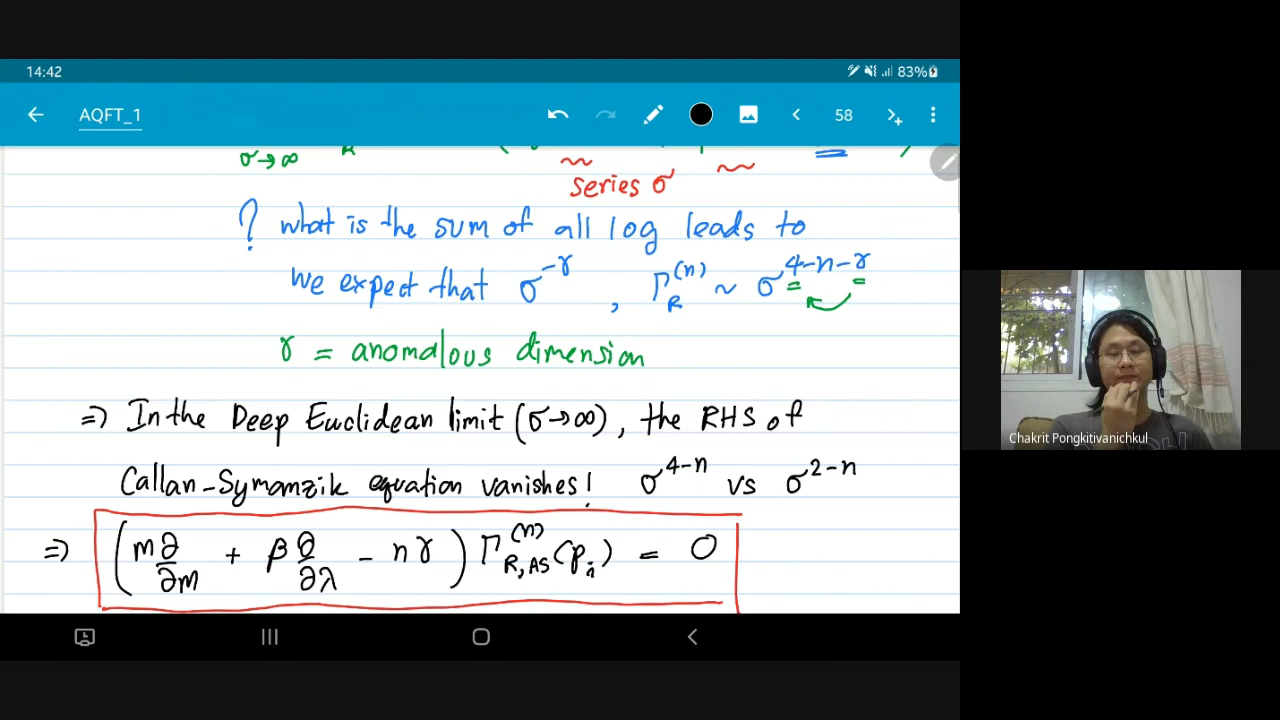 14:42 83%
AQFT_1 58
σ→∞ R
series σ
? what is the sum of all log leads to
we expect that σ^-γ , Γ_R^(n) ~ σ^4-n-γ
γ = anomalous dimension
⇒ In the Deep Euclidean limit (σ→∞), the RHS of
Callan-Symanzik equation vanishes! σ^4-n vs σ^2-n
⇒ (m∂/∂m + β∂/∂λ - nγ) Γ_R,AS^(n) (p_i) = 0
Chakrit Pongkitivanichkul